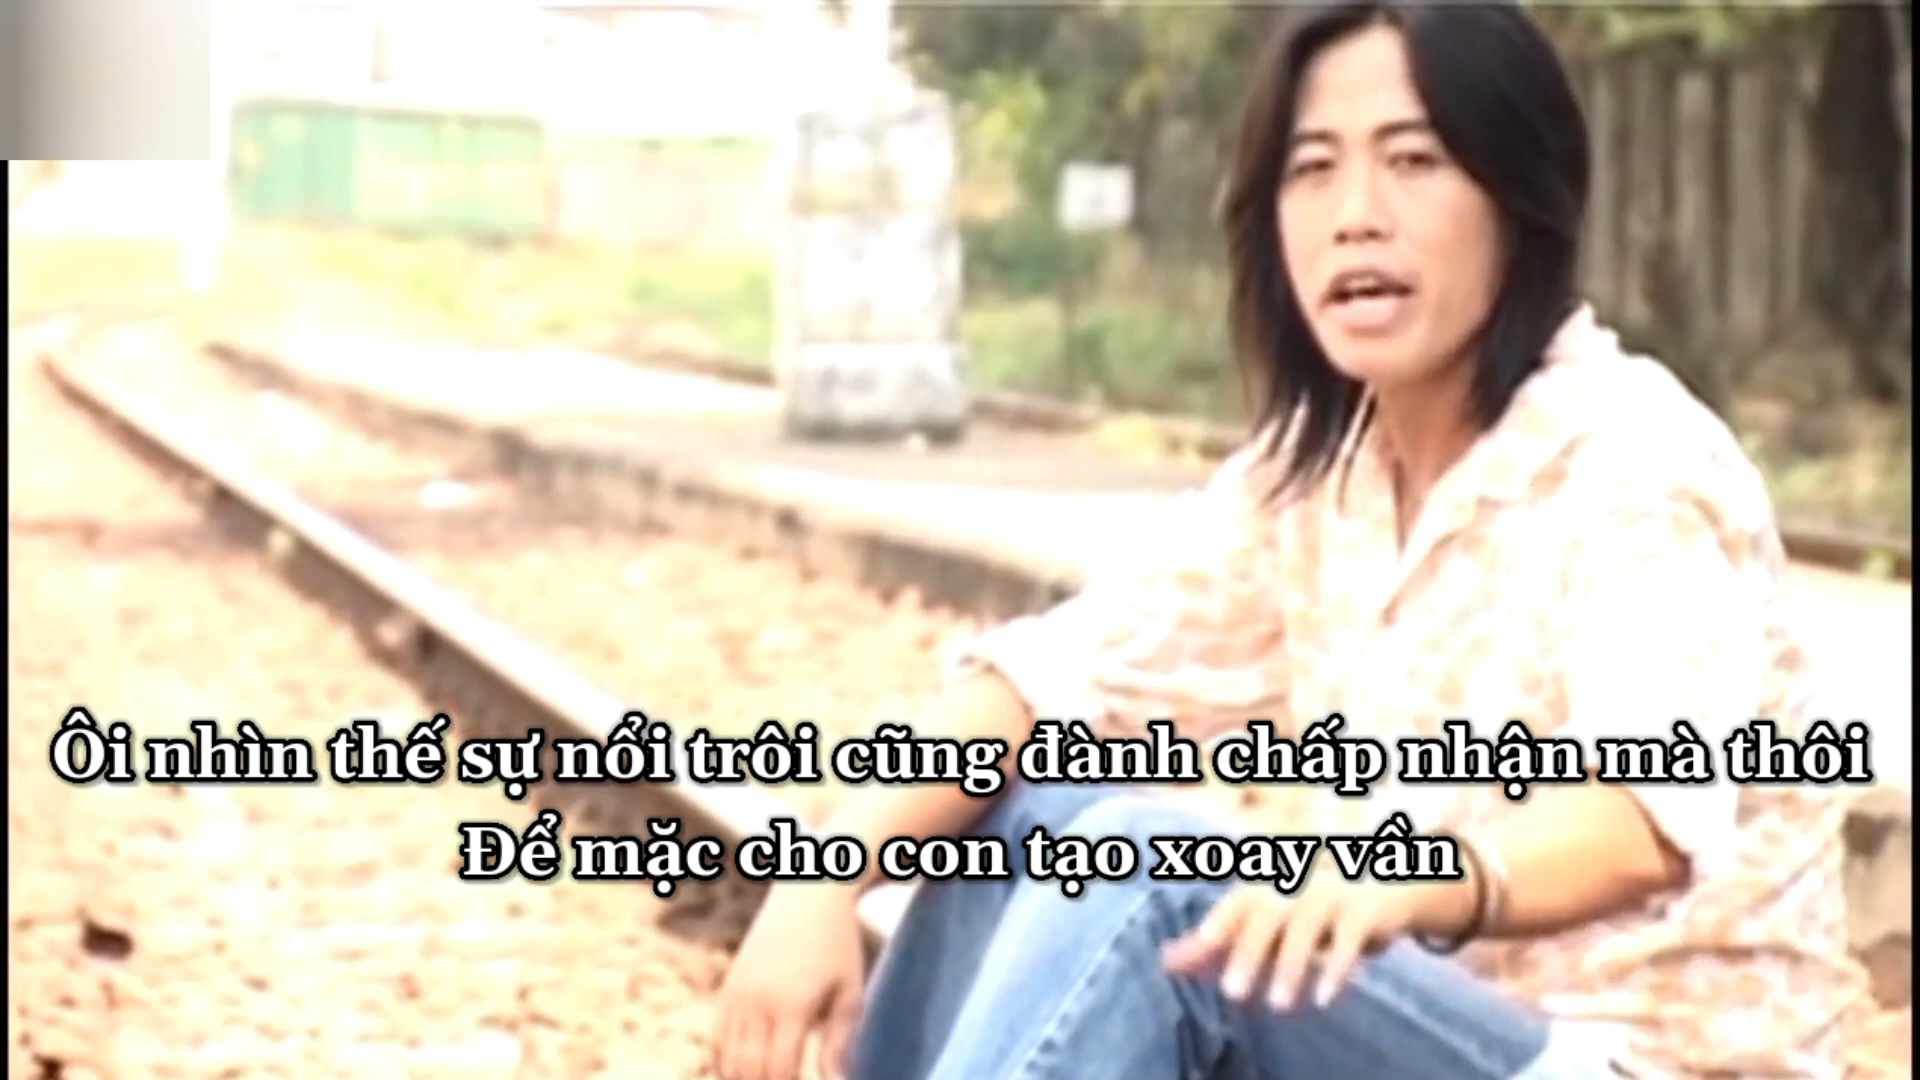 Ôi nhìn thế sự nổi trôi cũng đành chấp nhận mà thôi
Để mặc cho con tạo xoay vần